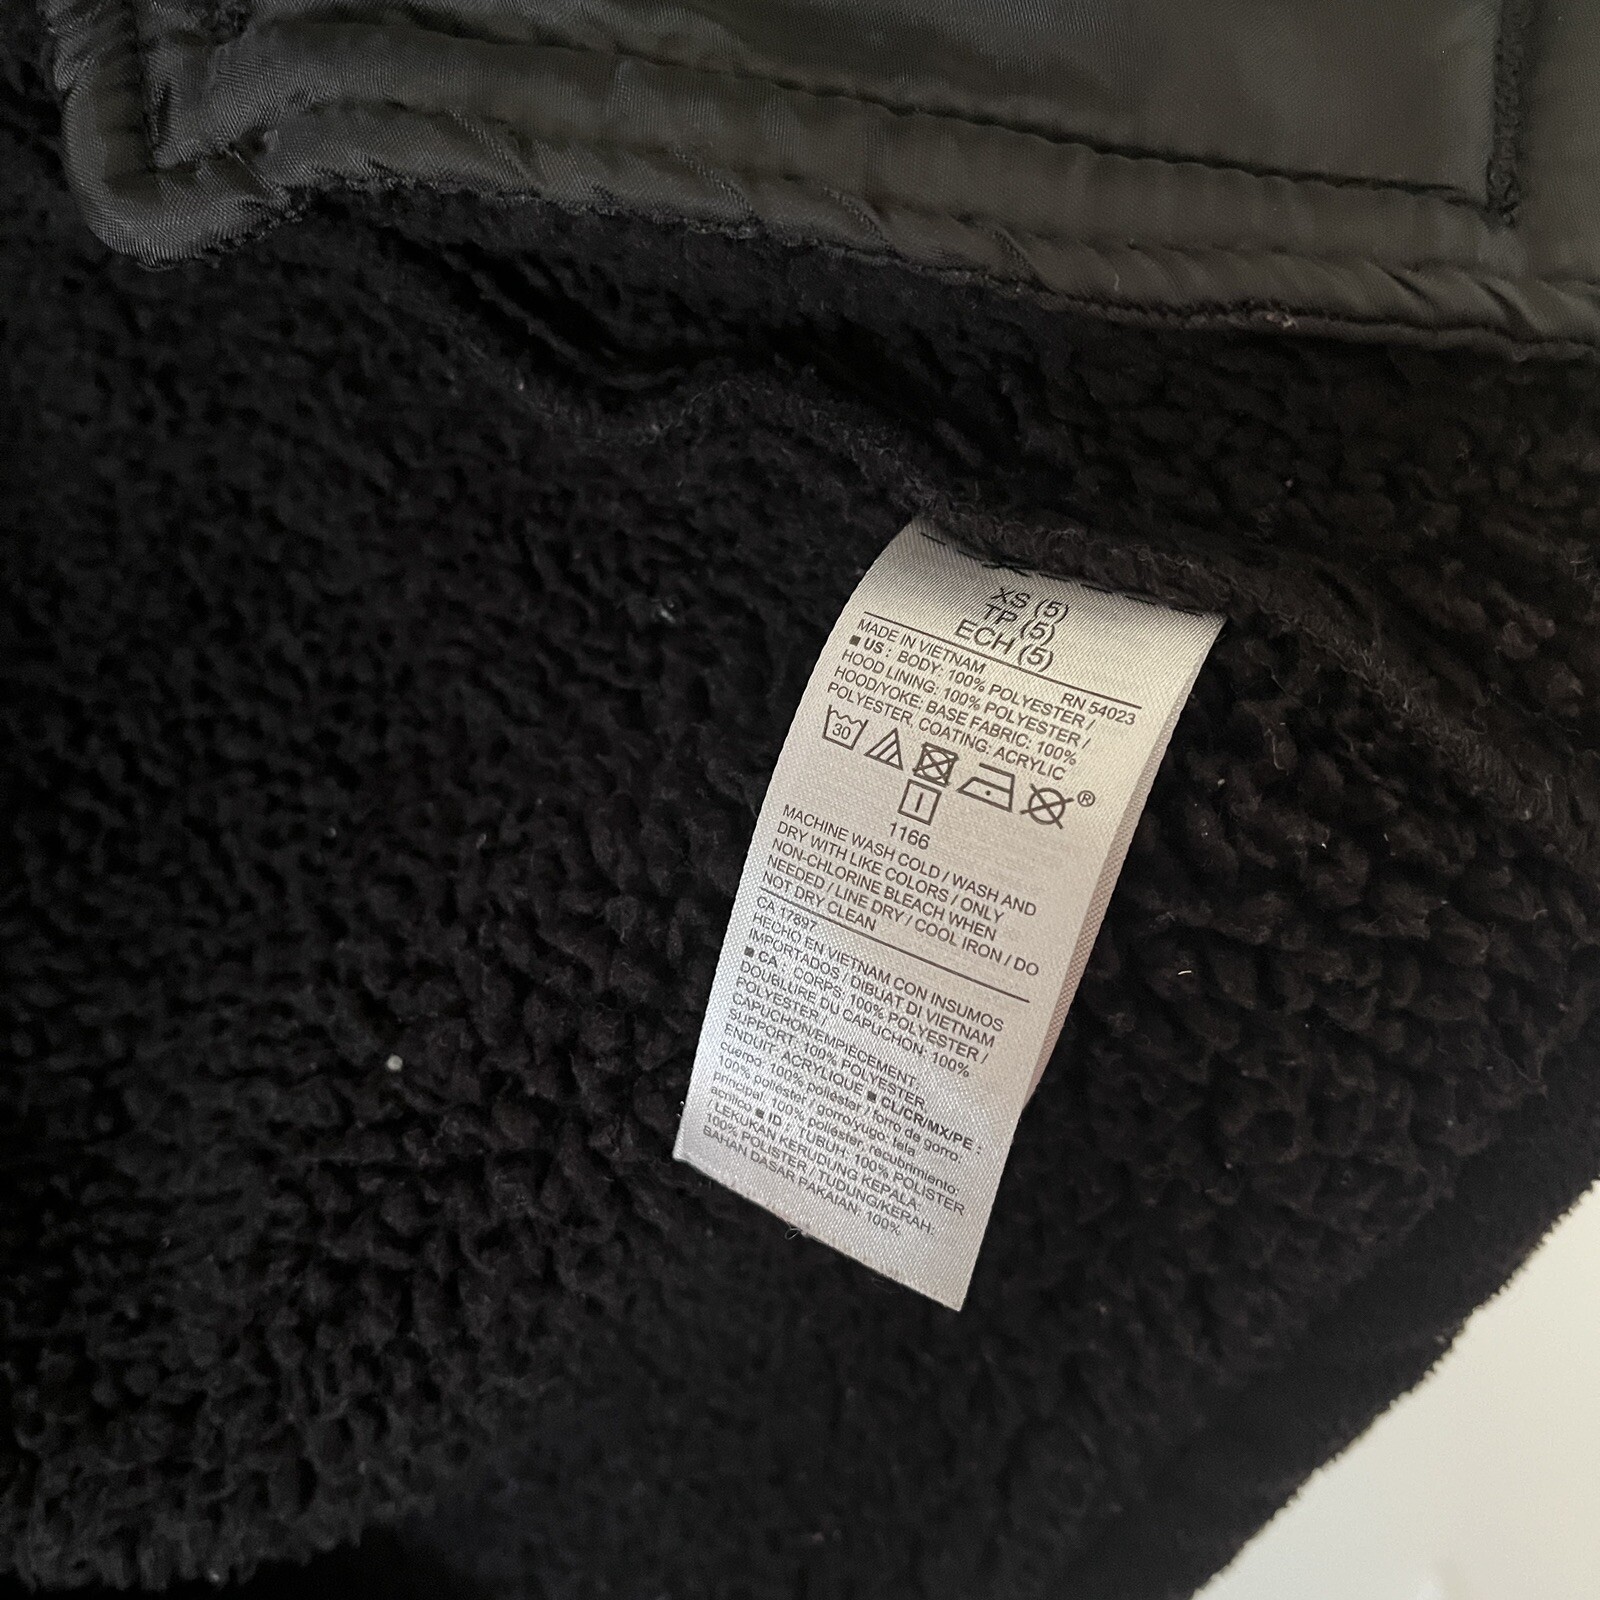 XS (5)
TP (5)
ECH (5)
MADE IN VIETNAM RN 54023
■ US : BODY: 100% POLYESTER /
HOOD LINING: 100% POLYESTER /
HOOD/YOKE: BASE FABRIC: 100%
POLYESTER, COATING: ACRYLIC
30
®
1166
MACHINE WASH COLD / WASH AND
DRY WITH LIKE COLORS / ONLY
NON-CHLORINE BLEACH WHEN
NEEDED / LINE DRY / COOL IRON / DO
NOT DRY CLEAN
CA 17897
HECHO EN VIETNAM CON INSUMOS
IMPORTADOS / DIBUAT DI VIETNAM
■ CA : CORPS: 100% POLYESTER /
DOUBLURE DU CAPUCHON: 100%
POLYESTER / CAPUCHON/EMPIECEMENT,
SUPPORT: 100% POLYESTER,
ENDUIT: ACRYLIQUE ■ CL/CR/MX/PE :
cuerpo: 100% poliéster / forro de gorro:
100% poliéster / gorro/yugo: tela
principal: 100% poliéster, recubrimiento:
acrílico ■ ID : TUBUH: 100% POLISTER
/ LEKUKAN KERUDUNG KEPALA:
100% POLISTER / TUDUNG/KERAH:
BAHAN DASAR PAKAIAN: 100%